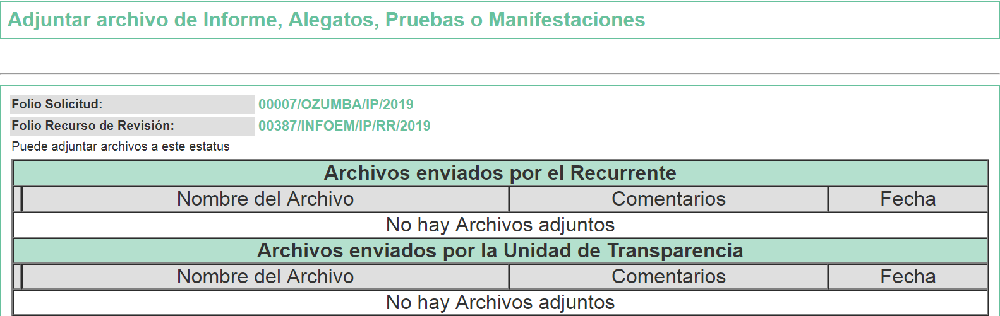 Adjuntar archivo de Informe, Alegatos, Pruebas o Manifestaciones
Folio Solicitud: 00007/OZUMBA/IP/2019
Folio Recurso de Revisión: 00387/INFOEM/IP/RR/2019
Puede adjuntar archivos a este estatus
Archivos enviados por el Recurrente
Nombre del Archivo Comentarios Fecha
No hay Archivos adjuntos
Archivos enviados por la Unidad de Transparencia
Nombre del Archivo Comentarios Fecha
No hay Archivos adjuntos